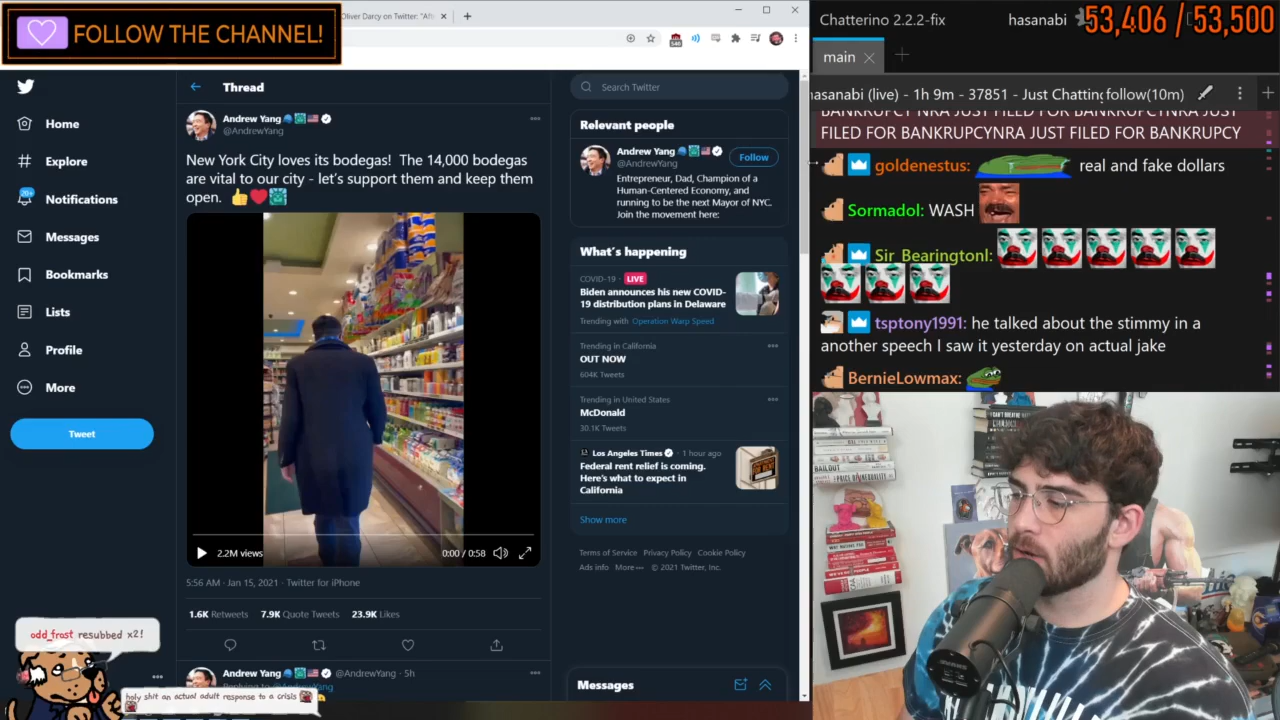 FOLLOW THE CHANNEL!
Oliver Darcy on Twitter: "Aft
Home
Explore
20+
Notifications
Messages
Bookmarks
Lists
Profile
More
Tweet
Thread
Andrew Yang
@AndrewYang
New York City loves its bodegas! The 14,000 bodegas
are vital to our city - let's support them and keep them
open.
2.2M views
0:00 / 0:58
5:56 AM · Jan 15, 2021 · Twitter for iPhone
1.6K Retweets 7.9K Quote Tweets 23.9K Likes
Andrew Yang @AndrewYang · 5h
Replying to @AndrewYang
Search Twitter
Relevant people
Andrew Yang
@AndrewYang
Follow
Entrepreneur, Dad, Champion of
a Human-Centered Economy, and
running to be the next Mayor of NYC.
Join the movement here:
What's happening
COVID-19 · LIVE
Biden announces his new COVID-
19 distribution plans in Delaware
Trending with Operation Warp Speed
Trending in California
OUT NOW
604K Tweets
Trending in United States
McDonald
30.1K Tweets
Los Angeles Times · 1 hour ago
Federal rent relief is coming.
Here's what to expect in
California
Show more
Terms of Service Privacy Policy Cookie Policy
Ads info More © 2021 Twitter, Inc.
Messages
odd_frost resubbed x2!
holy shit an actual adult response to a crisis
Chatterino 2.2.2-fix
hasanabi
53,406 / 53,500
main
hasanabi (live) - 1h 9m - 37851 - Just Chatting
follow(10m)
BANKRUPCY NRA JUST FILED FOR BANKRUPCYNRA JUST
FILED FOR BANKRUPCYNRA JUST FILED FOR BANKRUPCY
goldenestus: real and fake dollars
Sormadol: WASH
Sir_Bearingtonl:
tsptony1991: he talked about the stimmy in a
another speech I saw it yesterday on actual jake
BernieLowmax:
BAILOUT